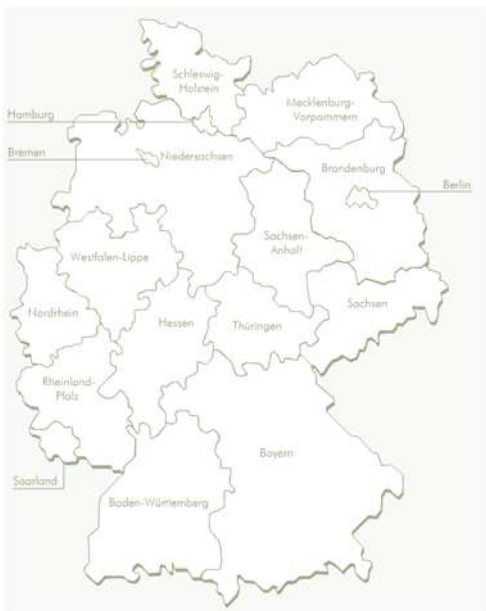 Schleswig-
Holstein
Mecklenburg-
Vorpommern
Hamburg
Bremen
Niedersachsen
Brandenburg
Berlin
Sachsen-
Anhalt
Westfalen-Lippe
Nordrhein
Hessen
Thüringen
Sachsen
Rheinland-
Pfalz
Saarland
Bayern
Baden-Württemberg